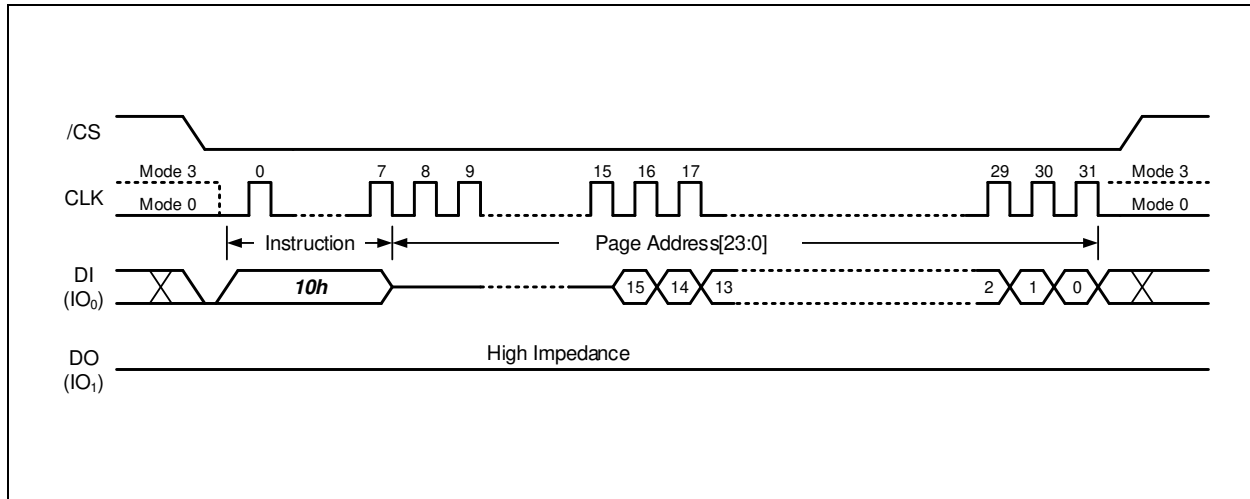 /CS
Mode 3 0 7 8 9 15 16 17 29 30 31 Mode 3
CLK
Mode 0 Mode 0
Instruction Page Address[23:0]
DI
(IO₀)
10h 15 14 13 2 1 0
High Impedance
DO
(IO₁)